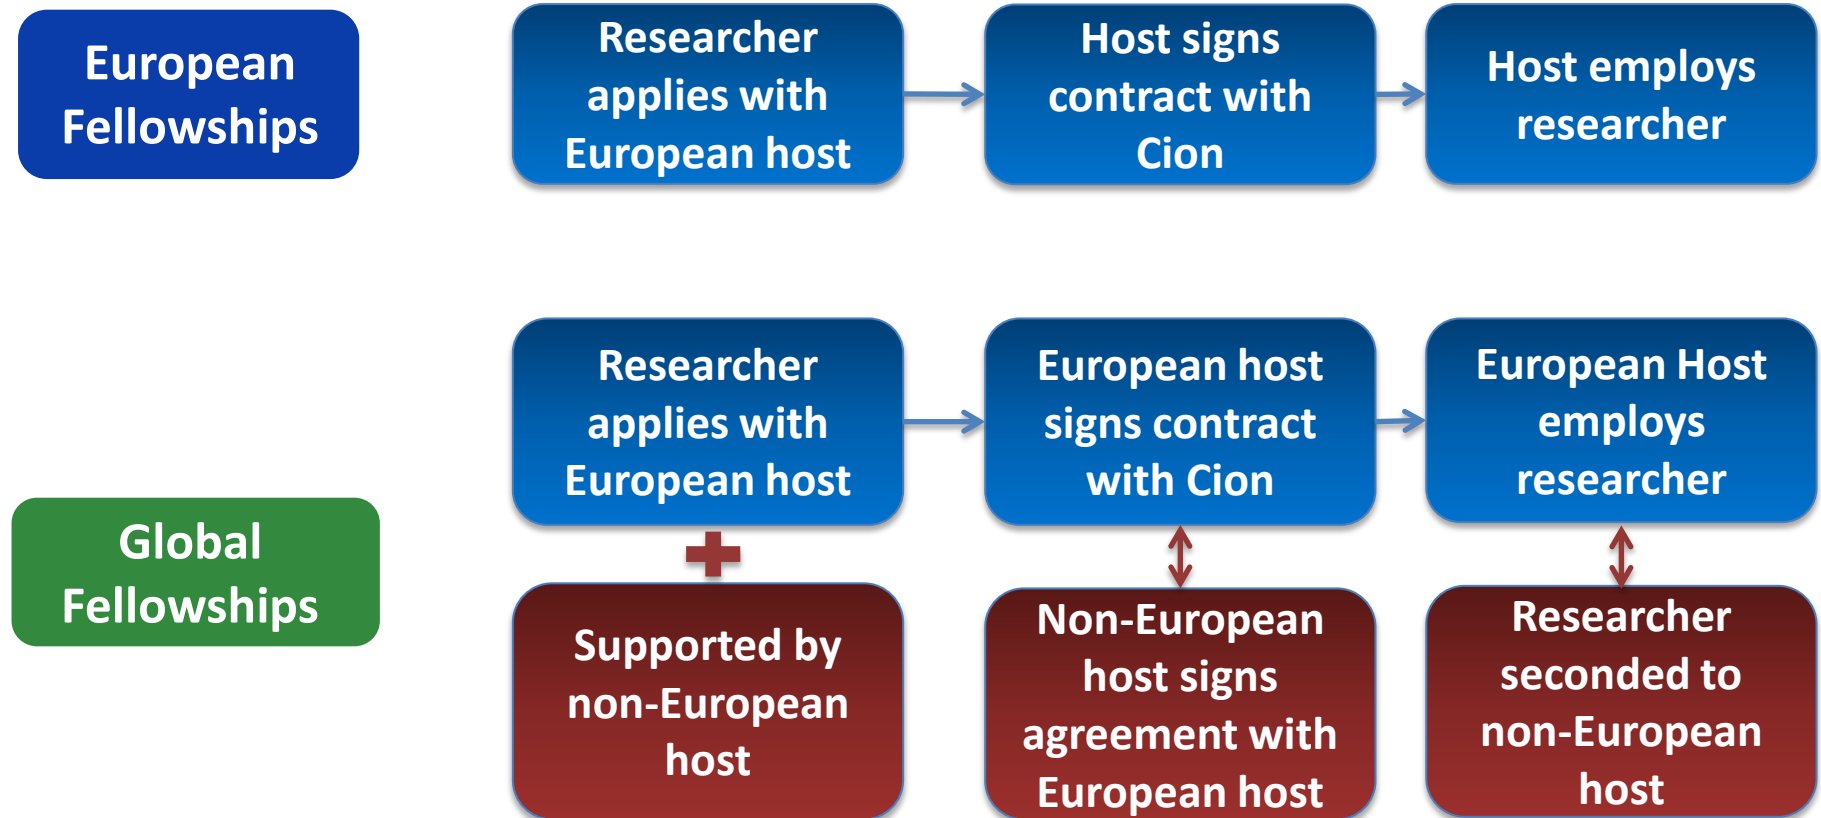 European
Fellowships
Researcher
applies with
European host
Host signs
contract with
Cion
Host employs
researcher
Global
Fellowships
Researcher
applies with
European host
European host
signs contract
with Cion
European Host
employs
researcher
Supported by
non-European
host
Non-European
host signs
agreement with
European host
Researcher
seconded to
non-European
host